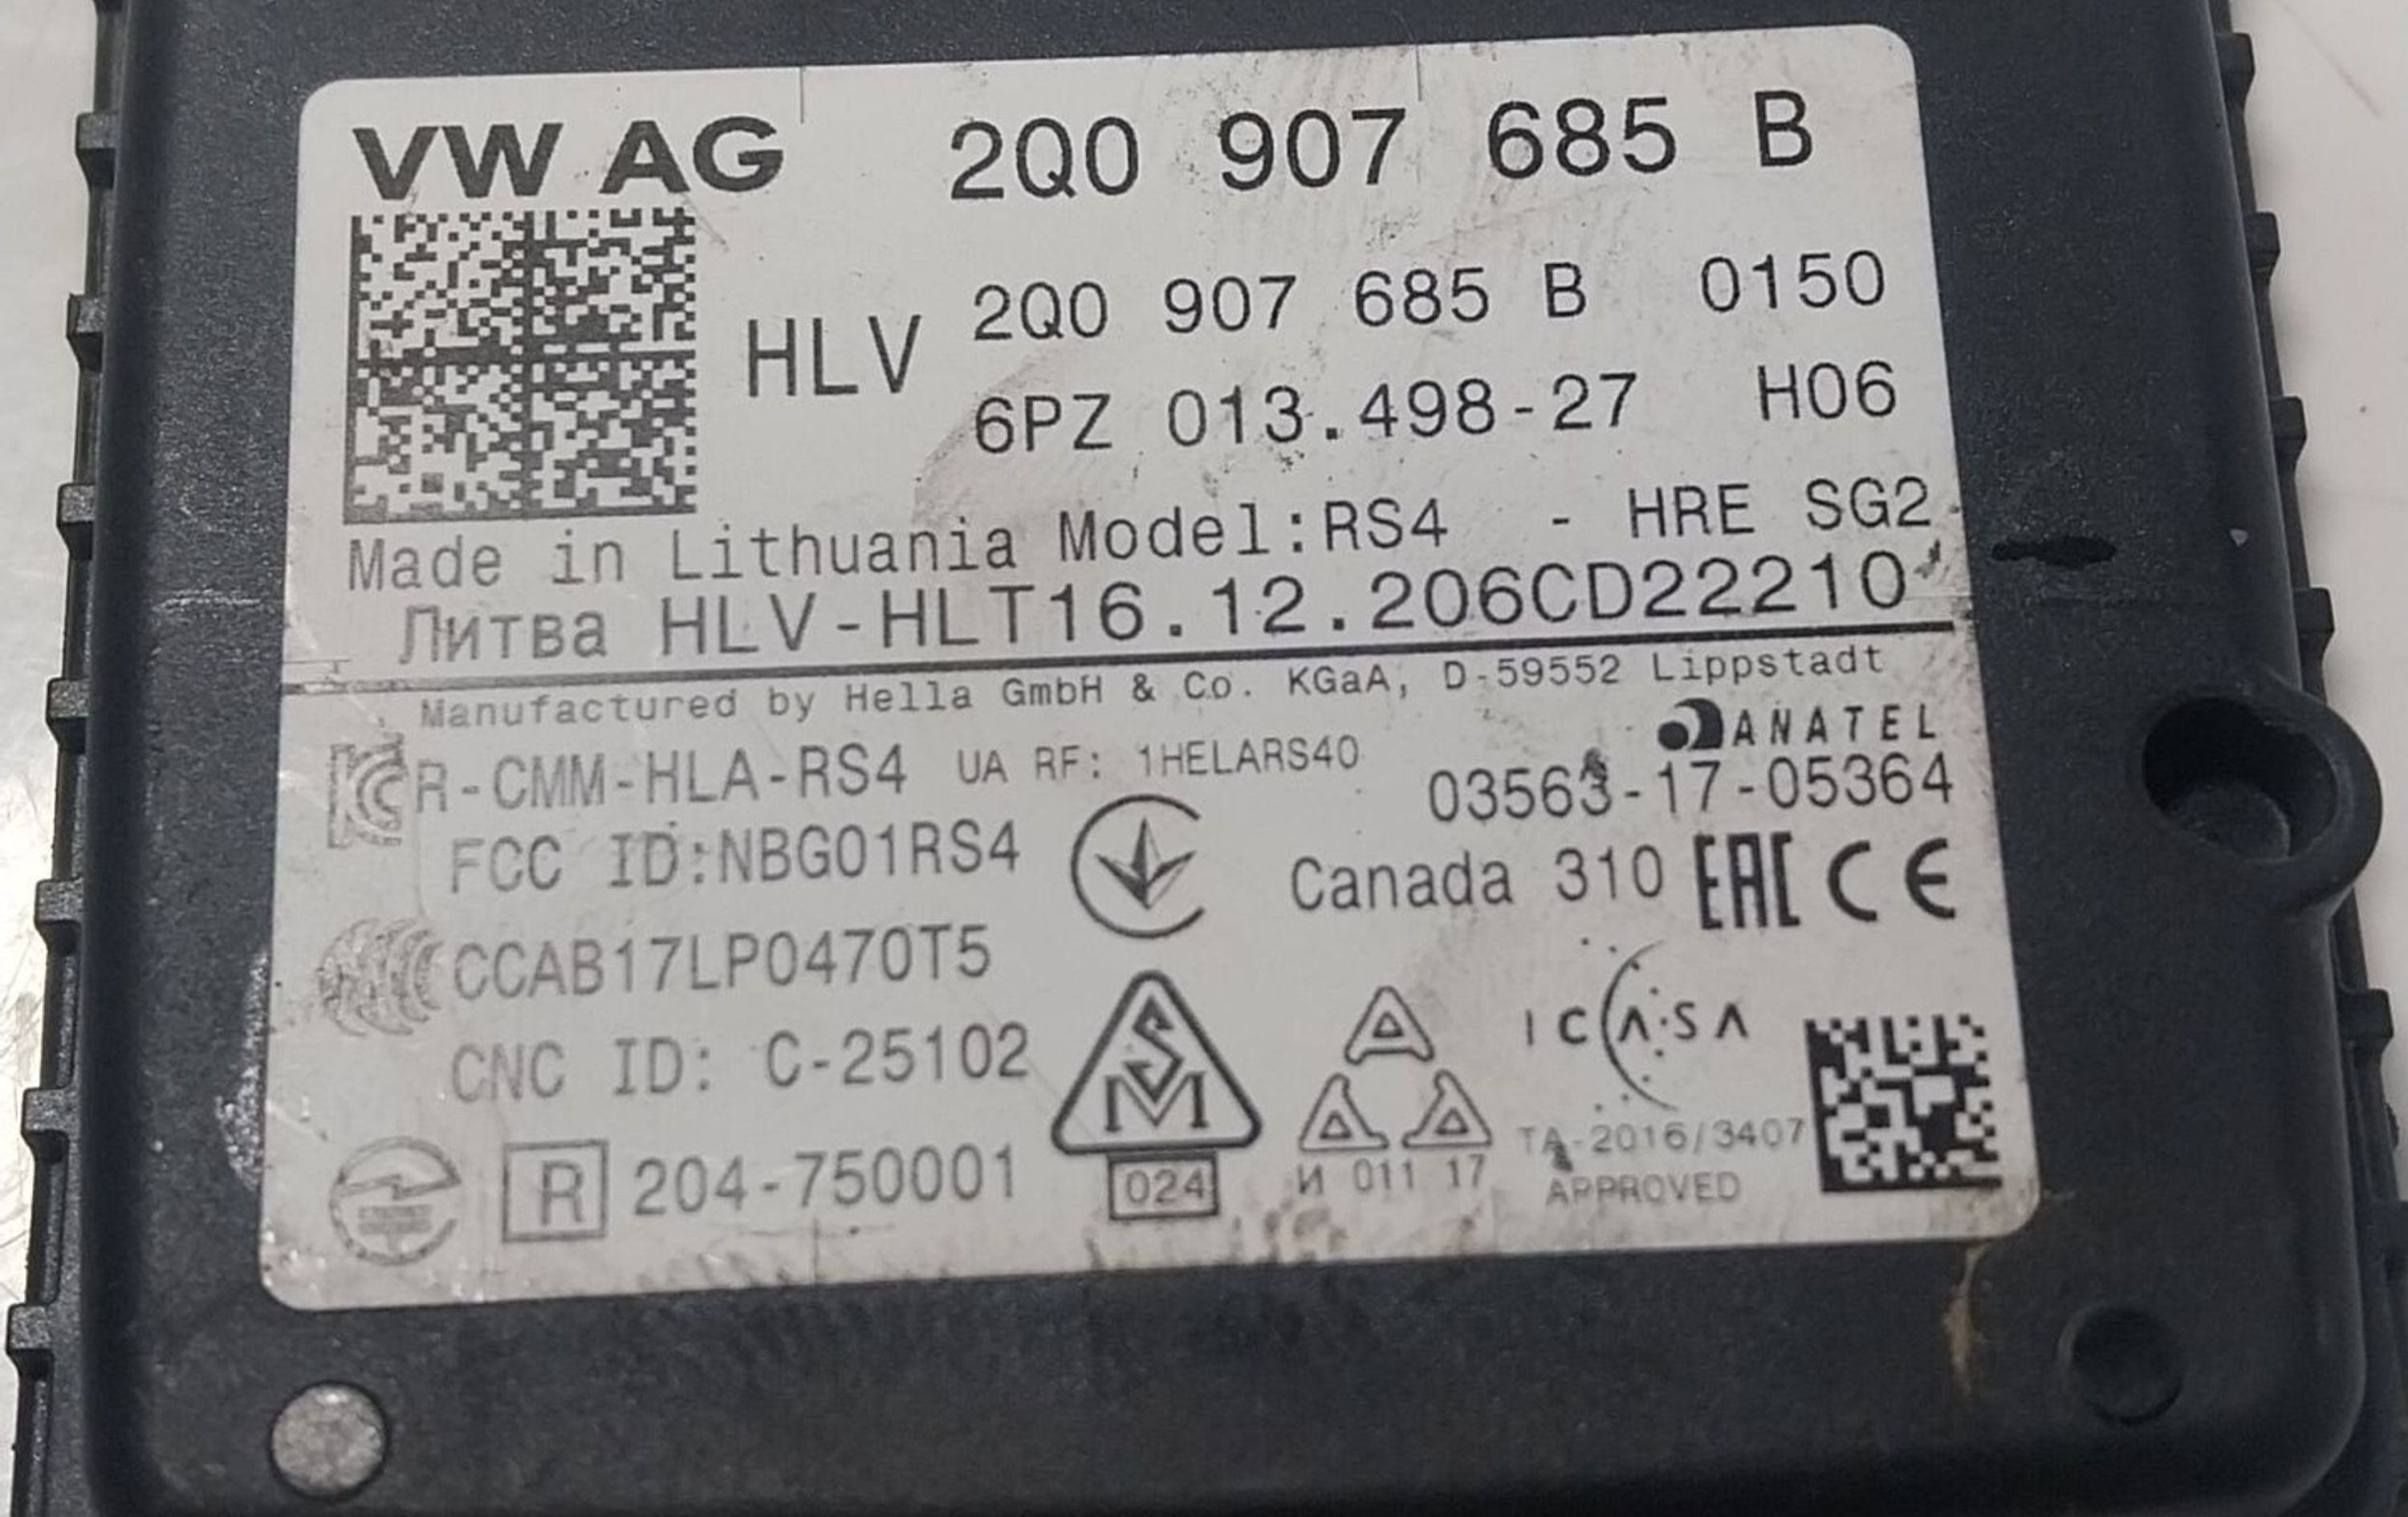 VW AG 2Q0 907 685 B
HLV 2Q0 907 685 B 0150
6PZ 013.498-27 H06
Made in Lithuania Model:RS4 - HRE SG2
Литва HLV-HLT16.12.206CD22210
Manufactured by Hella GmbH & Co. KGaA, D-59552 Lippstadt
ANATEL
R-CMM-HLA-RS4 UA RF: 1HELARS40 03563-17-05364
FCC ID:NBG01RS4 Canada 310 EAC CE
CCAB17LP0470T5
ICASA
CNC ID: C-25102
TA-2016/3407
R 204-750001 024 И 011 17 APPROVED